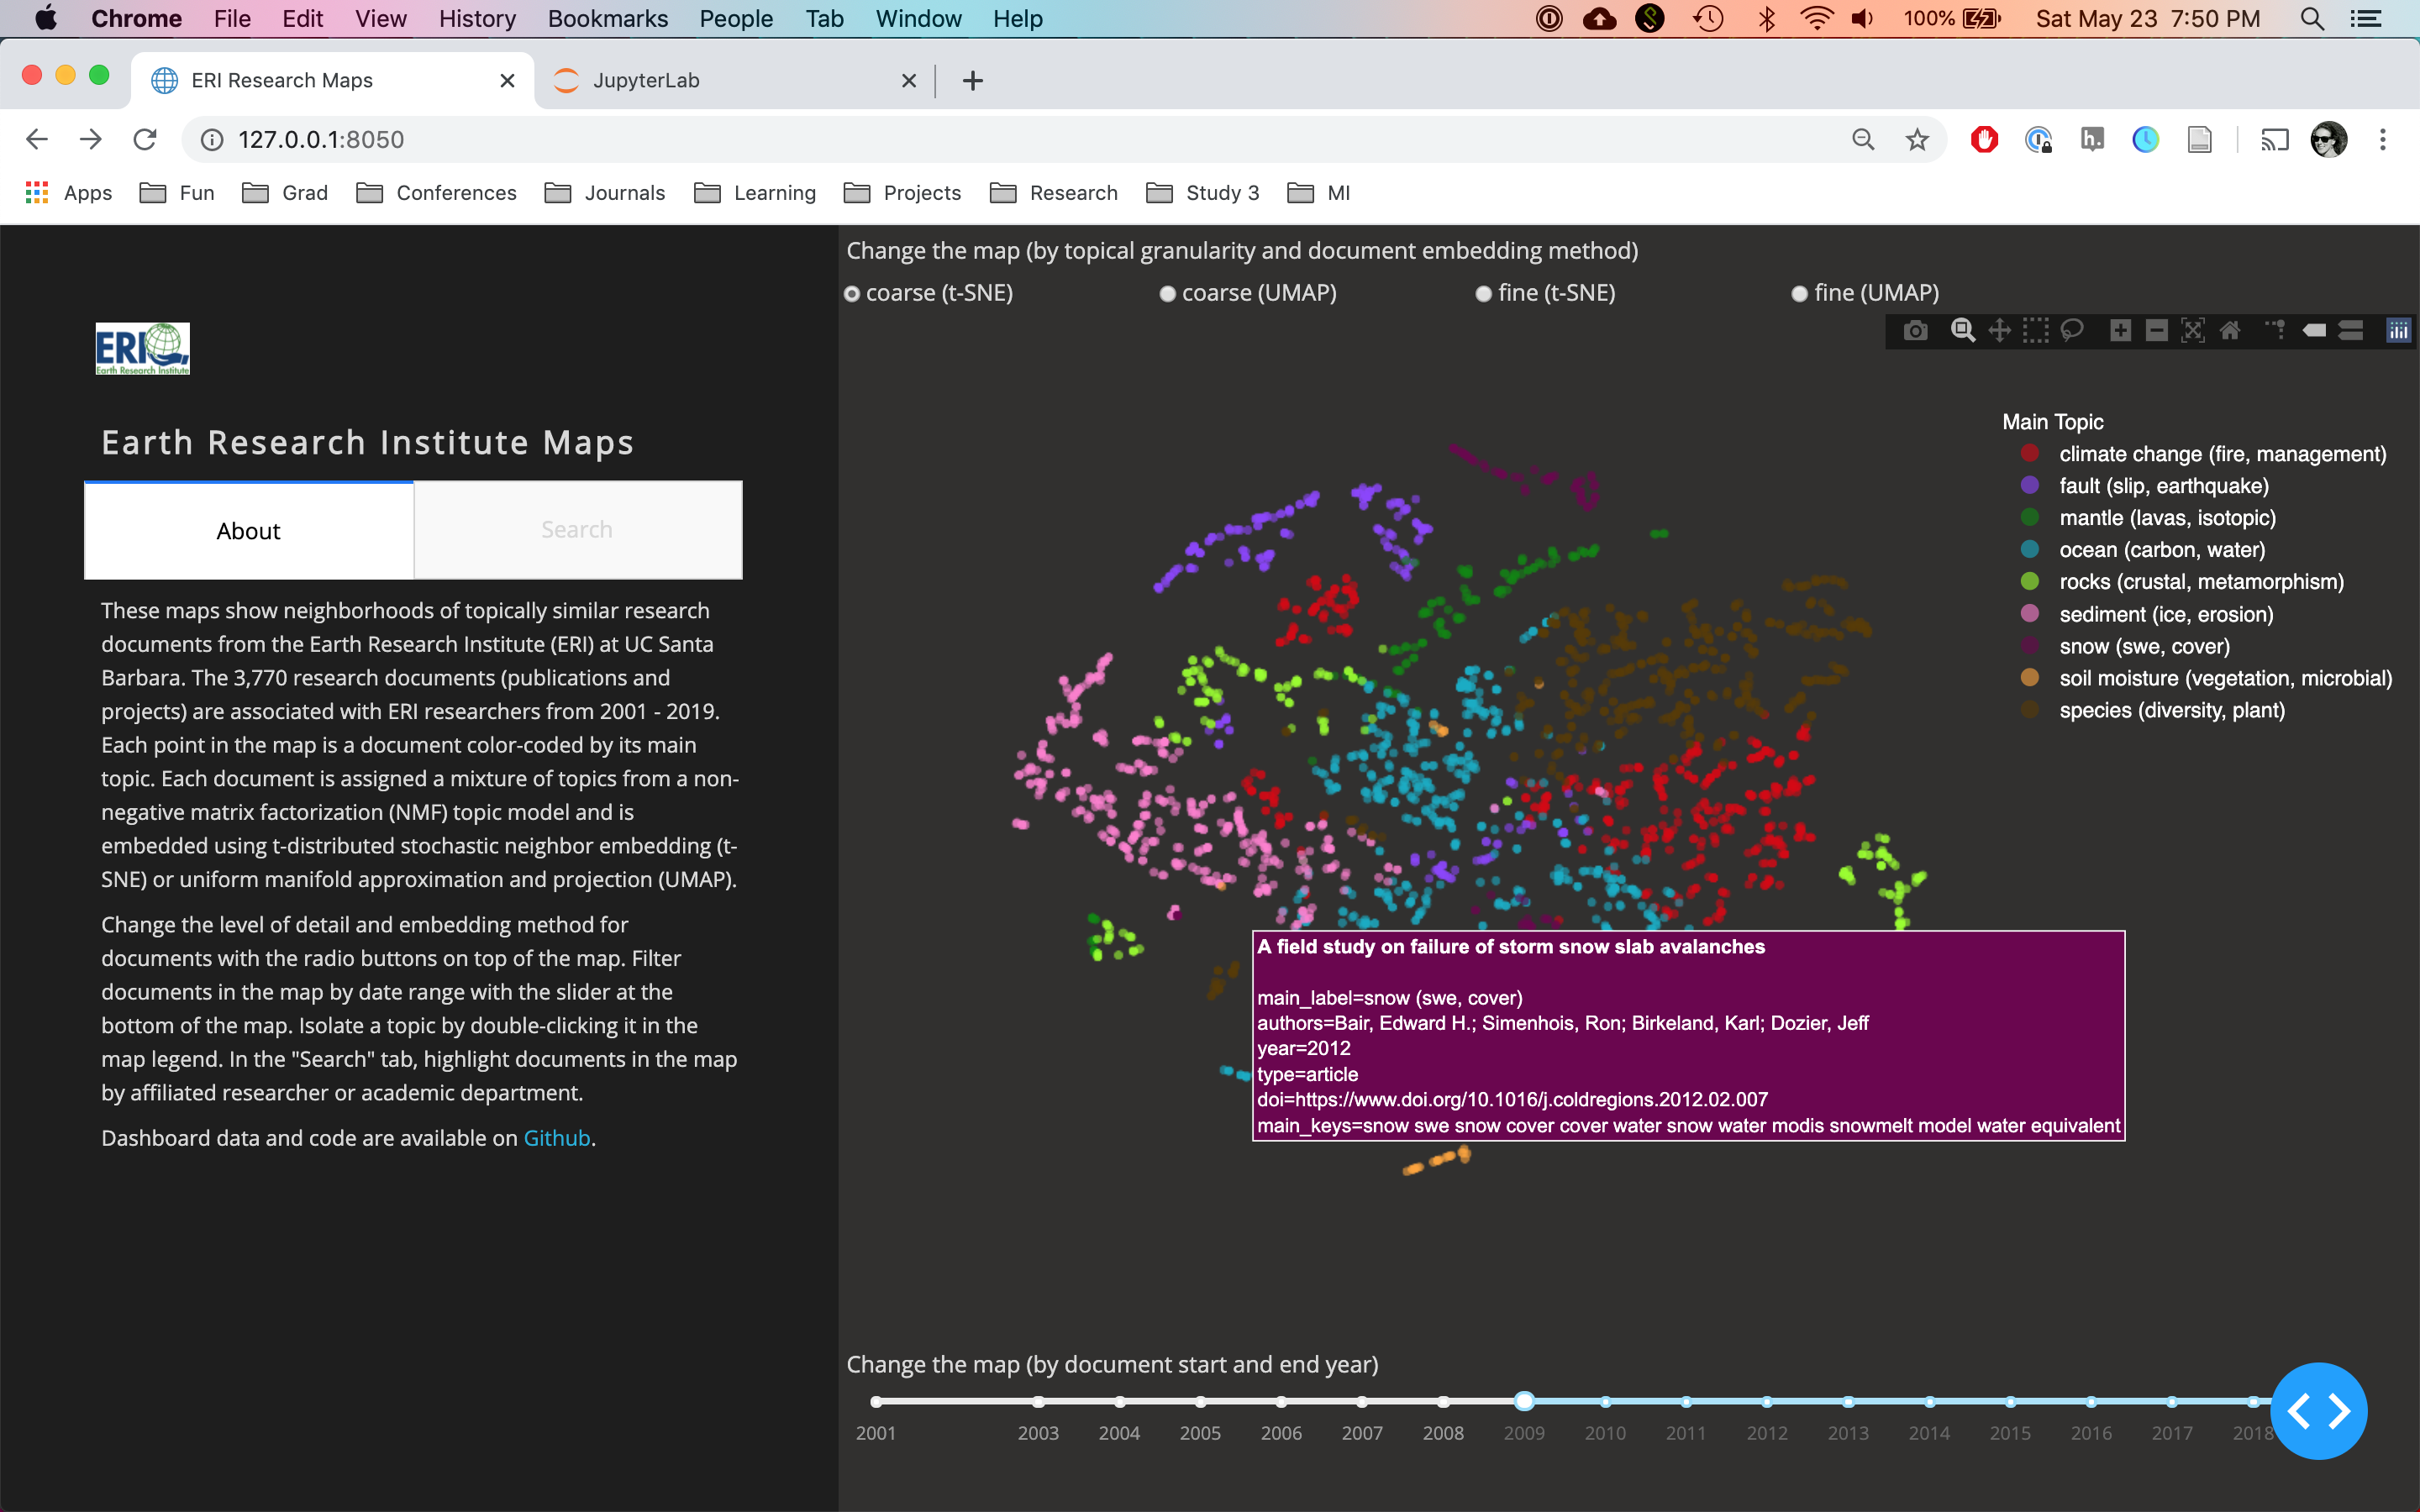 Chrome File Edit View History Bookmarks People Tab Window Help 100% Sat May 23 7:50 PM
ERI Research Maps JupyterLab
127.0.0.1:8050
h.
Apps Fun Grad Conferences Journals Learning Projects Research Study 3 MI
Change the map (by topical granularity and document embedding method)
coarse (t-SNE) coarse (UMAP) fine (t-SNE) fine (UMAP)
ERI
Earth Research Institute
Earth Research Institute Maps
About Search
These maps show neighborhoods of topically similar research
documents from the Earth Research Institute (ERI) at UC Santa
Barbara. The 3,770 research documents (publications and
projects) are associated with ERI researchers from 2001 - 2019.
Each point in the map is a document color-coded by its main
topic. Each document is assigned a mixture of topics from a non-
negative matrix factorization (NMF) topic model and is
embedded using t-distributed stochastic neighbor embedding (t-
SNE) or uniform manifold approximation and projection (UMAP).
Change the level of detail and embedding method for
documents with the radio buttons on top of the map. Filter
documents in the map by date range with the slider at the
bottom of the map. Isolate a topic by double-clicking it in the
map legend. In the "Search" tab, highlight documents in the map
by affiliated researcher or academic department.
Dashboard data and code are available on Github.
Main Topic
climate change (fire, management)
fault (slip, earthquake)
mantle (lavas, isotopic)
ocean (carbon, water)
rocks (crustal, metamorphism)
sediment (ice, erosion)
snow (swe, cover)
soil moisture (vegetation, microbial)
species (diversity, plant)
A field study on failure of storm snow slab avalanches
main_label=snow (swe, cover)
authors=Bair, Edward H.; Simenhois, Ron; Birkeland, Karl; Dozier, Jeff
year=2012
type=article
doi=https://www.doi.org/10.1016/j.coldregions.2012.02.007
main_keys=snow swe snow cover cover water snow water modis snowmelt model water equivalent
Change the map (by document start and end year)
2001 2003 2004 2005 2006 2007 2008 2009 2010 2011 2012 2013 2014 2015 2016 2017 2018